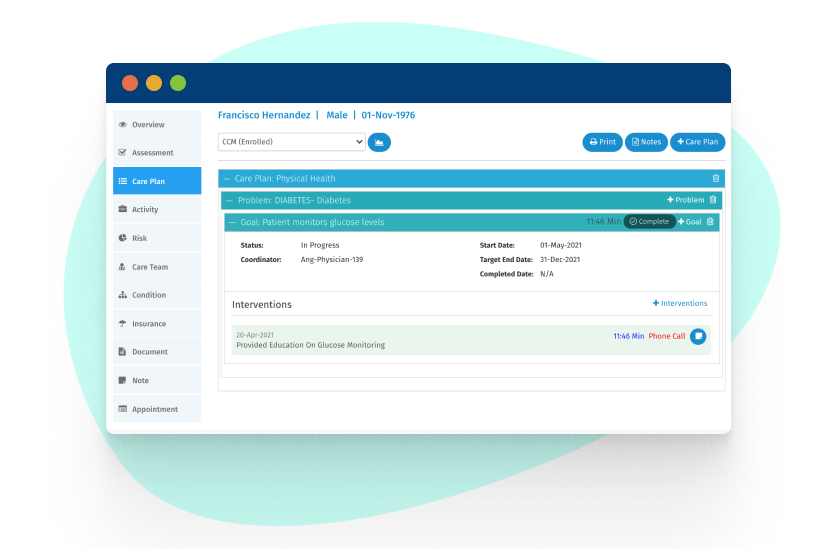 Francisco Hernandez | Male | 01-Nov-1976
Overview
Assessment
Care Plan
Activity
Risk
Care Team
Condition
Insurance
Document
Note
Appointment
CCM (Enrolled)
Print
Notes
+ Care Plan
— Care Plan: Physical Health
— Problem: DIABETES- Diabetes + Problem
— Goal: Patient monitors glucose levels 11:46 Min Complete + Goal
Status: In Progress Start Date: 01-May-2021
Coordinator: Ang-Physician-139 Target End Date: 31-Dec-2021
Completed Date: N/A
Interventions + Interventions
20-Apr-2021
Provided Education On Glucose Monitoring 11:46 Min Phone Call